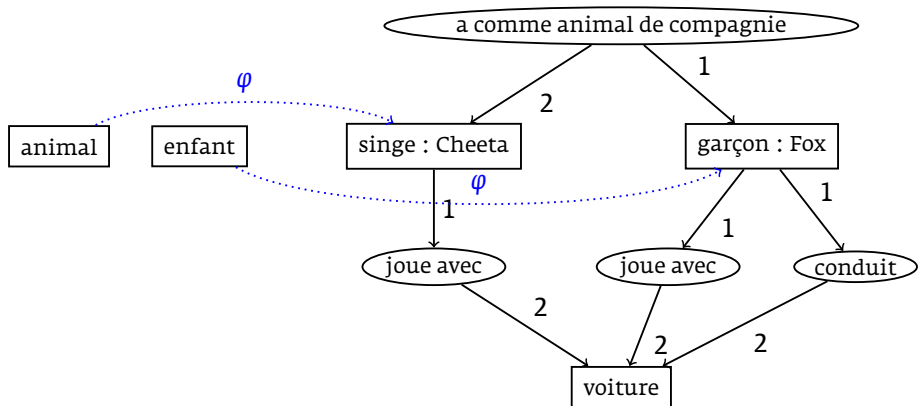 a comme animal de compagnie
φ
2
1
animal
enfant
singe : Cheeta
garçon : Fox
φ
1
1
1
joue avec
joue avec
conduit
2
2
2
voiture